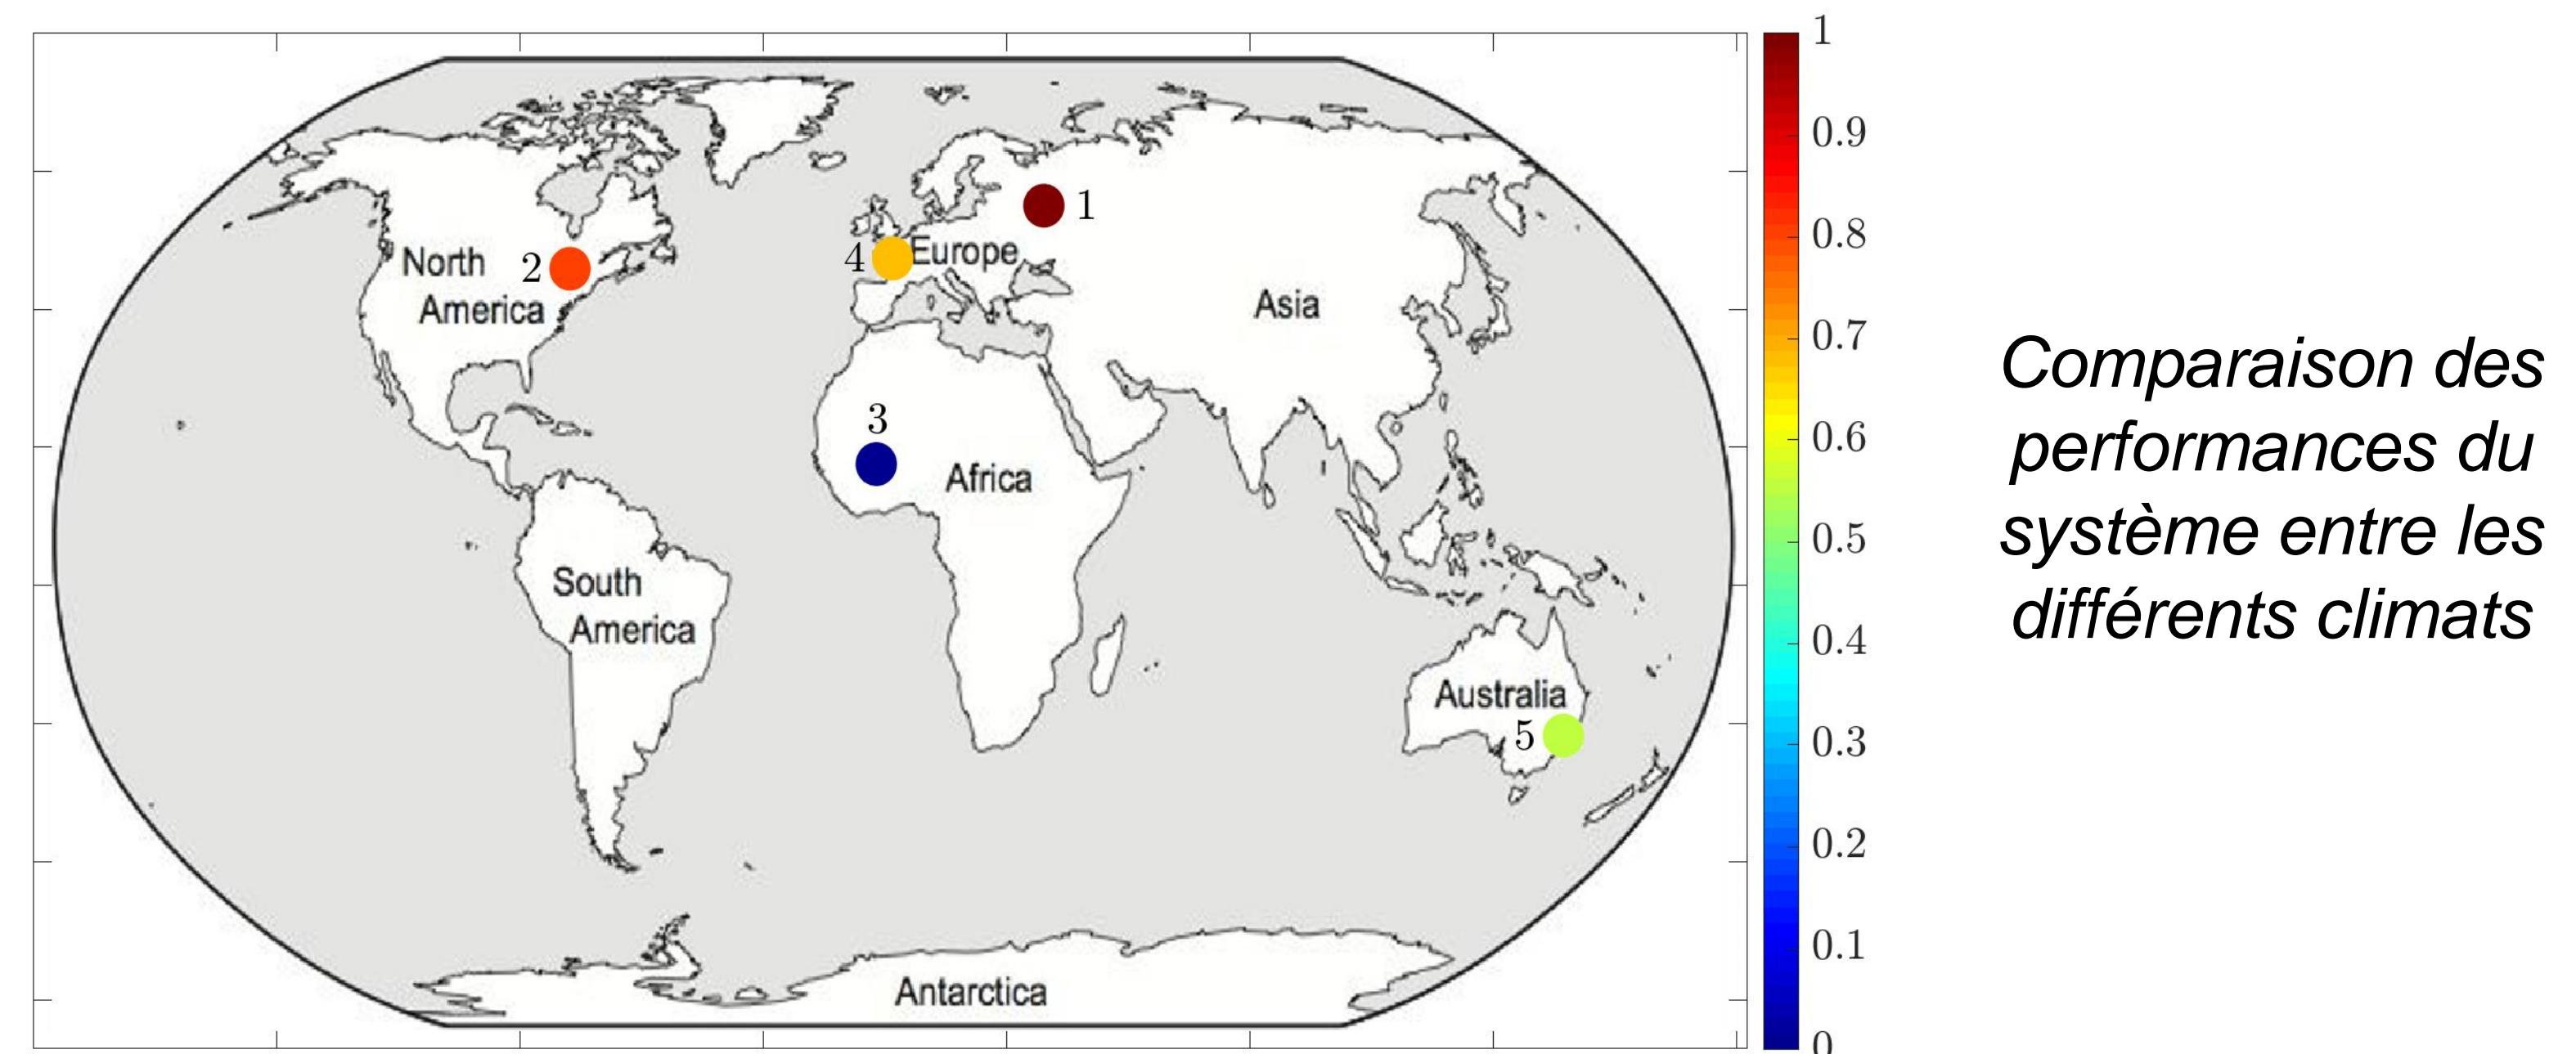 1
2
North
America
4
Europe
Asia
3
Africa
South
America
Australia
5
Antarctica
1
0.9
0.8
0.7
0.6
0.5
0.4
0.3
0.2
0.1
0
Comparaison des
performances du
système entre les
différents climats